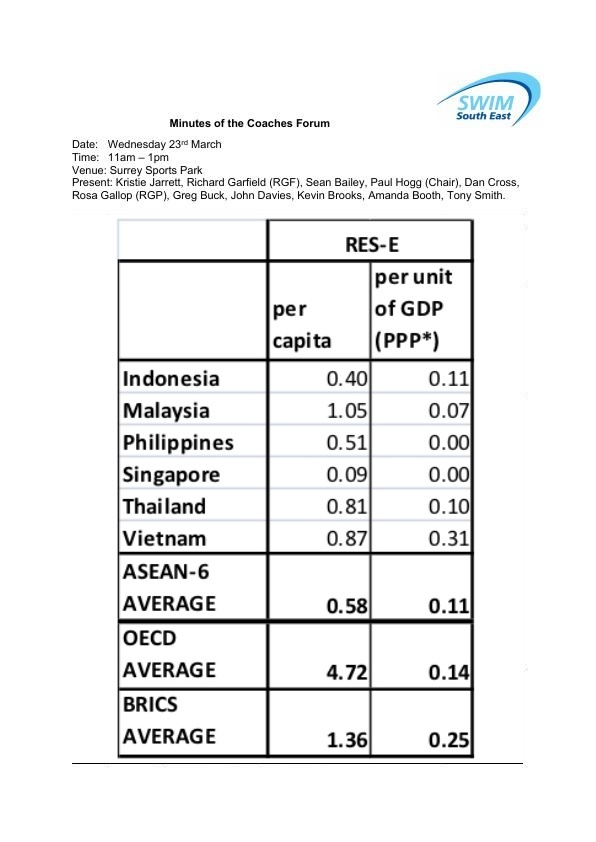 SWIM
South East
Minutes of the Coaches Forum
Date: Wednesday 23rd March
Time: 11am – 1pm
Venue: Surrey Sports Park
Present: Kristie Jarrett, Richard Garfield (RGF), Sean Bailey, Paul Hogg (Chair), Dan Cross,
Rosa Gallop (RGP), Greg Buck, John Davies, Kevin Brooks, Amanda Booth, Tony Smith.
RES-E
per capita per unit of GDP (PPP*)
Indonesia 0.40 0.11
Malaysia 1.05 0.07
Philippines 0.51 0.00
Singapore 0.09 0.00
Thailand 0.81 0.10
Vietnam 0.87 0.31
ASEAN-6
AVERAGE 0.58 0.11
OECD
AVERAGE 4.72 0.14
BRICS
AVERAGE 1.36 0.25